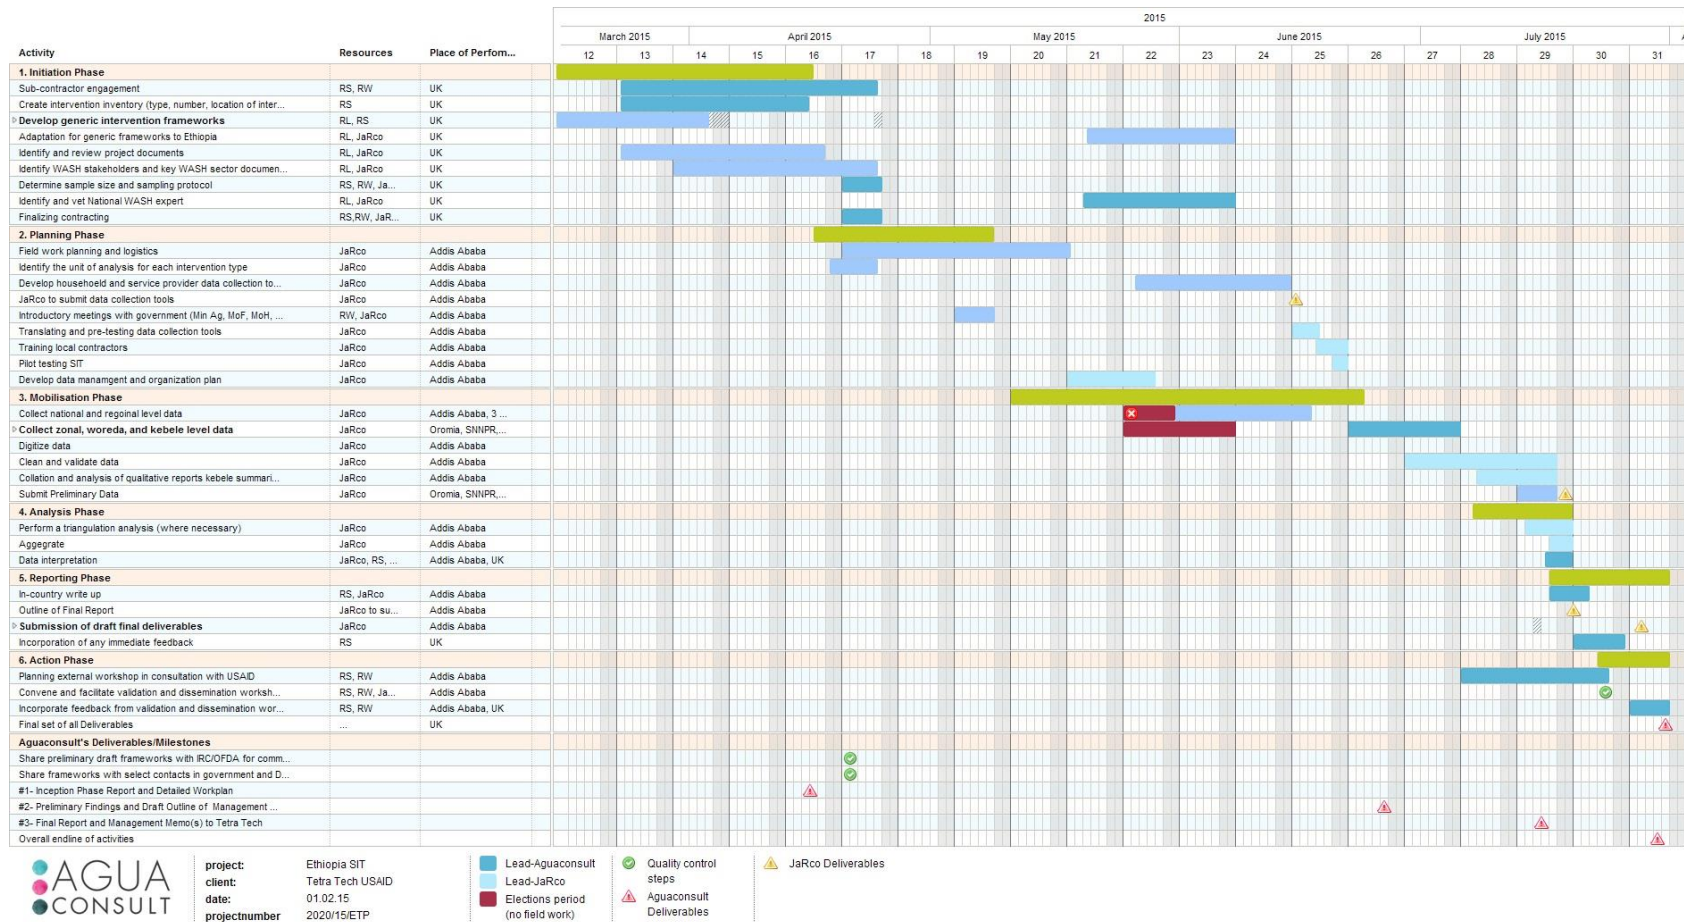 2015
March 2015 April 2015 May 2015 June 2015 July 2015 A
Activity Resources Place of Perfom...
12 13 14 15 16 17 18 19 20 21 22 23 24 25 26 27 28 29 30 31
1. Initiation Phase
Sub-contractor engagement RS, RW UK
Create intervention inventory (type, number, location of inter... RS UK
Develop generic intervention frameworks RL, RS UK
Adaptation for generic frameworks to Ethiopia RL, JaRco UK
Identify and review project documents RL, JaRco UK
Identify WASH stakeholders and key WASH sector documen... RL, JaRco UK
Determine sample size and sampling protocol RS, RW, Ja... UK
Identify and vet National WASH expert RL, JaRco UK
Finalizing contracting RS,RW, JaR... UK
2. Planning Phase
Field work planning and logistics JaRco Addis Ababa
Identify the unit of analysis for each intervention type JaRco Addis Ababa
Develop househoeld and service provider data collection to... JaRco Addis Ababa
JaRco to submit data collection tools JaRco Addis Ababa
Introductory meetings with government (Min Ag, MoF, MoH, ... RW, JaRco Addis Ababa
Translating and pre-testing data collection tools JaRco Addis Ababa
Training local contractors JaRco Addis Ababa
Pilot testing SIT JaRco Addis Ababa
Develop data managment and organization plan JaRco Addis Ababa
3. Mobilisation Phase
Collect national and regoinal level data JaRco Addis Ababa, 3 ...
Collect zonal, woreda, and kebele level data JaRco Oromia, SNNPR,...
Digitize data JaRco Addis Ababa
Clean and validate data JaRco Addis Ababa
Collation and analysis of qualitative reports kebele summari... JaRco Addis Ababa
Submit Preliminary Data JaRco Oromia, SNNPR,...
4. Analysis Phase
Perform a triangulation analysis (where necessary) JaRco Addis Ababa
Aggegrate JaRco Addis Ababa
Data interpretation JaRco, RS, ... Addis Ababa, UK
5. Reporting Phase
In-country write up RS, JaRco Addis Ababa
Outline of Final Report JaRco to su... Addis Ababa
Submission of draft final deliverables JaRco Addis Ababa
Incorporation of any immediate feedback RS UK
6. Action Phase
Planning external workshop in consultation with USAID RS, RW Addis Ababa
Convene and facilitate validation and dissemination worksh... RS, RW, Ja... Addis Ababa
Incorporate feedback from validation and dissemination wor... RS, RW Addis Ababa, UK
Final set of all Deliverables ... UK
Aguaconsult's Deliverables/Milestones
Share preliminary draft frameworks with IRC/OFDA for comm...
Share frameworks with select contacts in government and D...
#1- Inception Phase Report and Detailed Workplan
#2- Preliminary Findings and Draft Outline of Management ...
#3- Final Report and Management Memo(s) to Tetra Tech
Overall endline of activities
AGUA
CONSULT
project: Ethiopia SIT
client: Tetra Tech USAID
date: 01.02.15
projectnumber 2020/15/ETP
Lead-Aguaconsult
Lead-JaRco
Elections period
(no field work)
Quality control
steps
Aguaconsult
Deliverables
JaRco Deliverables